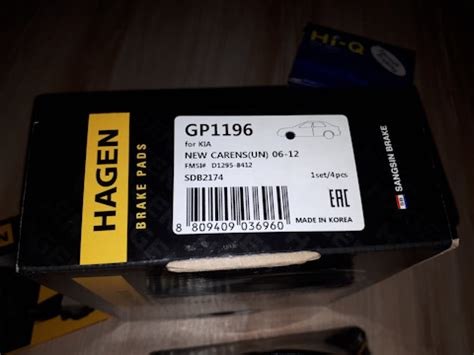 Hi-Q
HAGEN
BRAKE PADS
GP1196
for KIA
NEW CARENS(UN) 06-12
FMSI# D1295-8412
SDB2174
1set/4pcs
8 809409 036960
EAC
MADE IN KOREA
SANGSIN BRAKE